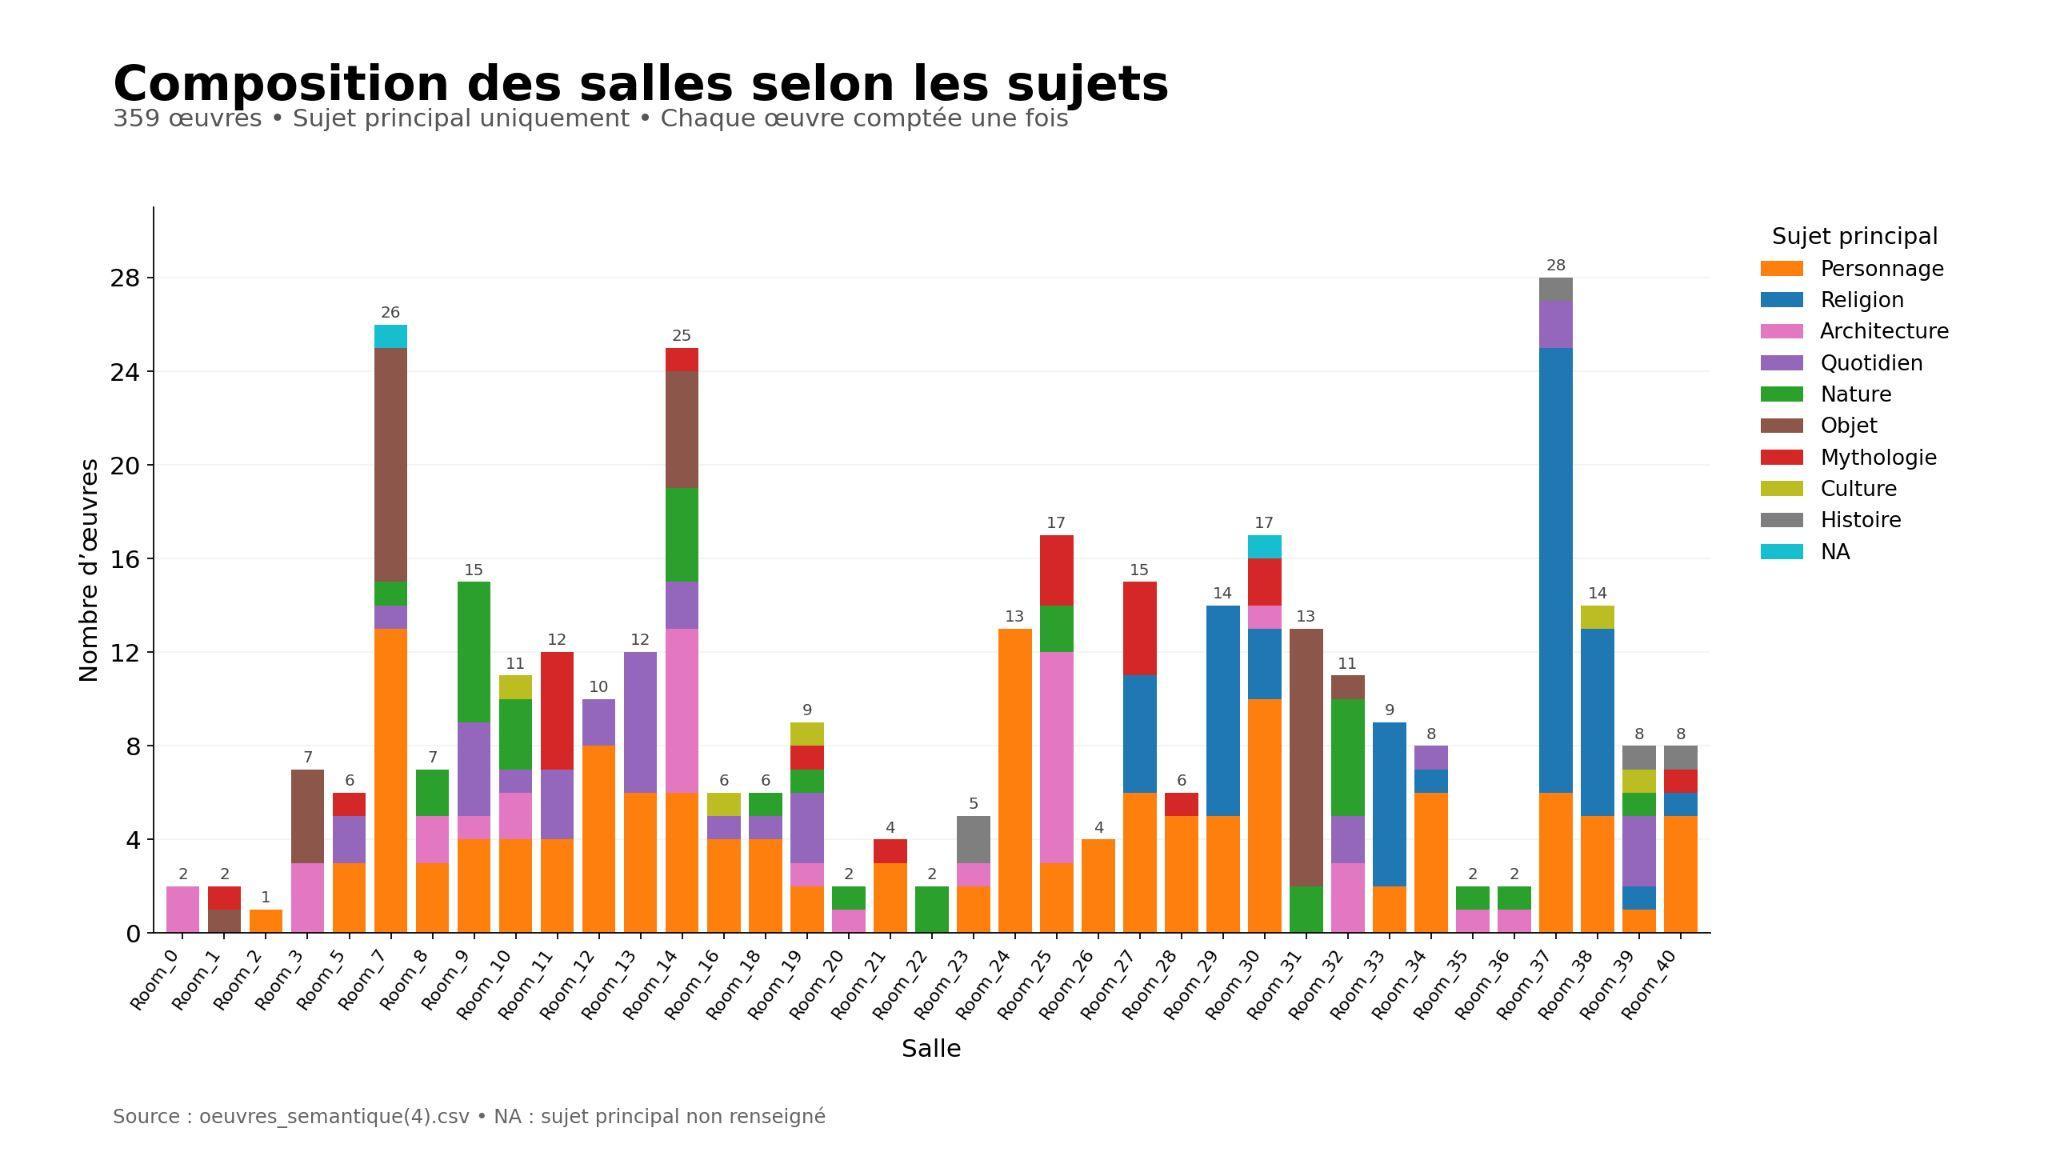 Composition des salles selon les sujets
359 œuvres • Sujet principal uniquement • Chaque œuvre comptée une fois
Sujet principal
Personnage
Religion
Architecture
Quotidien
Nature
Objet
Mythologie
Culture
Histoire
NA
Nombre d’œuvres
28
24
20
16
12
8
4
0
2
2
1
7
6
26
7
15
11
12
10
12
25
6
6
9
2
4
2
5
13
17
4
15
6
14
17
13
11
9
8
2
2
28
14
8
8
Room_0
Room_1
Room_2
Room_3
Room_5
Room_7
Room_8
Room_9
Room_10
Room_11
Room_12
Room_13
Room_14
Room_16
Room_18
Room_19
Room_20
Room_21
Room_22
Room_23
Room_24
Room_25
Room_26
Room_27
Room_28
Room_29
Room_30
Room_31
Room_32
Room_33
Room_34
Room_35
Room_36
Room_37
Room_38
Room_39
Room_40
Salle
Source : oeuvres_semantique(4).csv • NA : sujet principal non renseigné